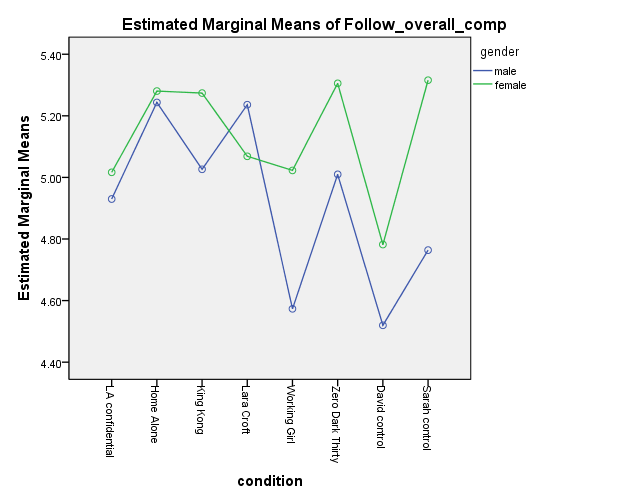 Estimated Marginal Means of Follow_overall_comp
gender
male
female
Estimated Marginal Means
5.40
5.20
5.00
4.80
4.60
4.40
LA confidential
Home Alone
King Kong
Lara Croft
Working Girl
Zero Dark Thirty
David control
Sarah control
condition